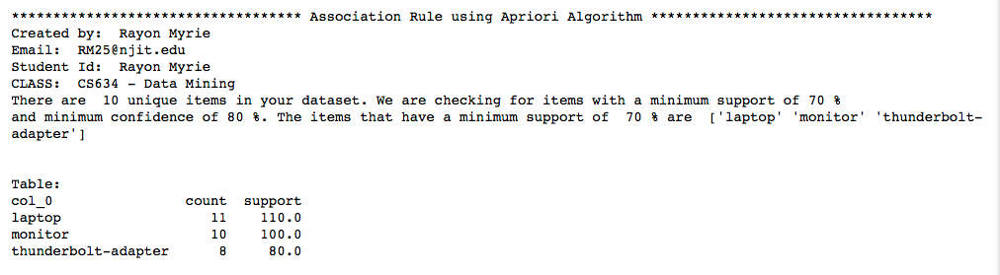 *********************************** Association Rule using Apriori Algorithm **********************************
Created by:  Rayon Myrie
Email:  RM25@njit.edu
Student Id:  Rayon Myrie
CLASS:  CS634 - Data Mining
There are  10 unique items in your dataset. We are checking for items with a minimum support of 70 %
and minimum confidence of 80 %. The items that have a minimum support of  70 % are  ['laptop' 'monitor' 'thunderbolt-
adapter']
Table:
col_0                count  support
laptop                  11    110.0
monitor                 10    100.0
thunderbolt-adapter      8     80.0